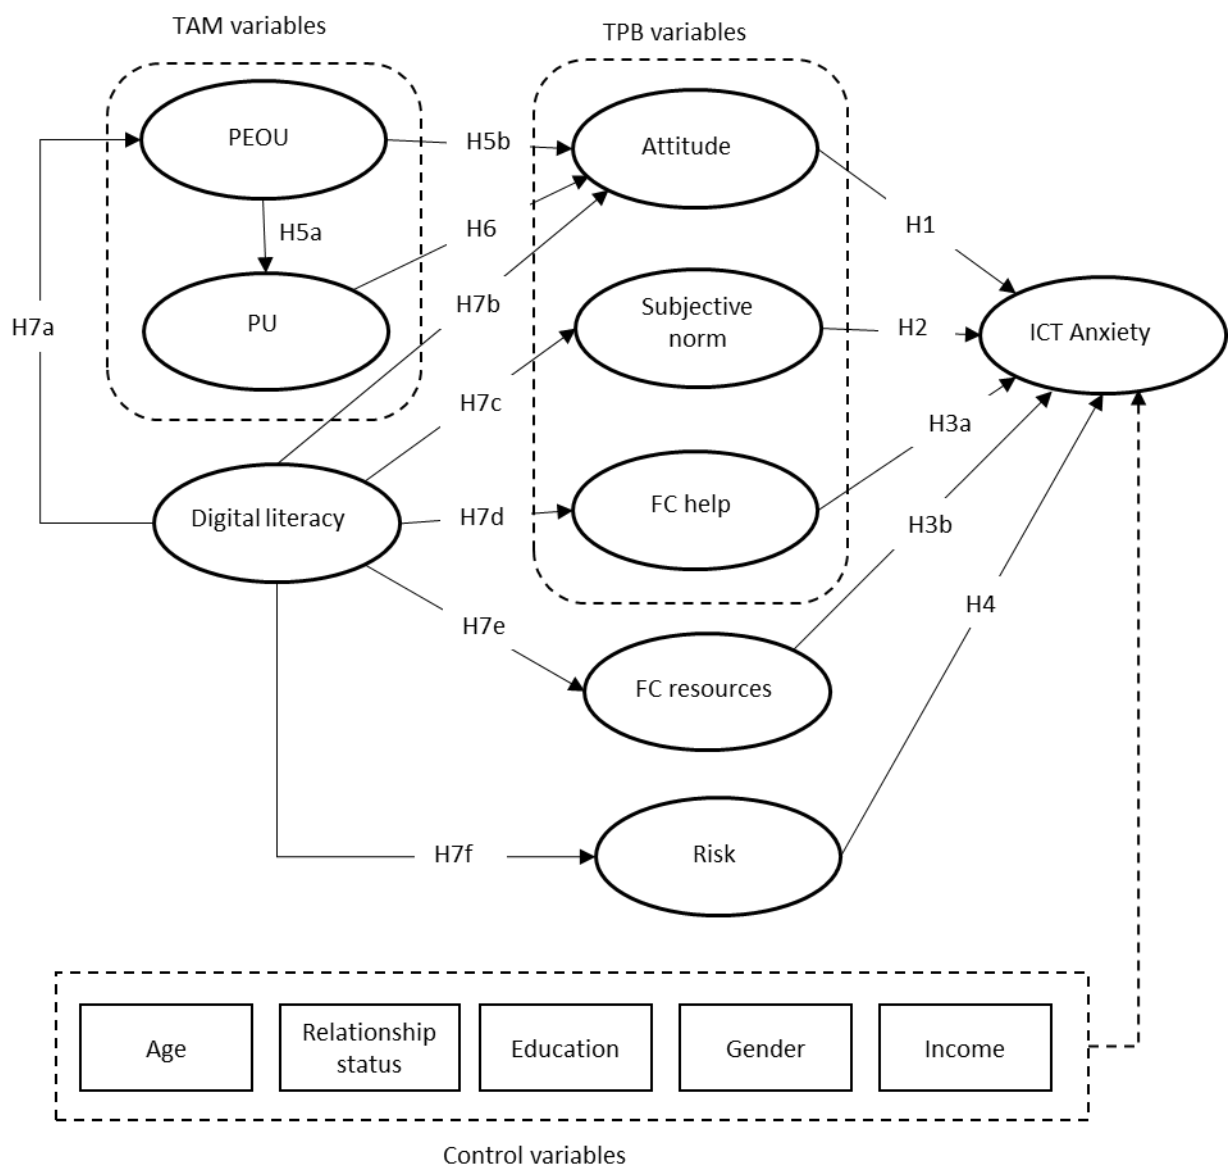 TAM variables
TPB variables
PEOU
H5b
Attitude
H5a
H6
H1
PU
H7a
H7b
Subjective
norm
H2
ICT Anxiety
H7c
H3a
Digital literacy
H7d
FC help
H3b
H7e
H4
FC resources
H7f
Risk
Age
Relationship
status
Education
Gender
Income
Control variables